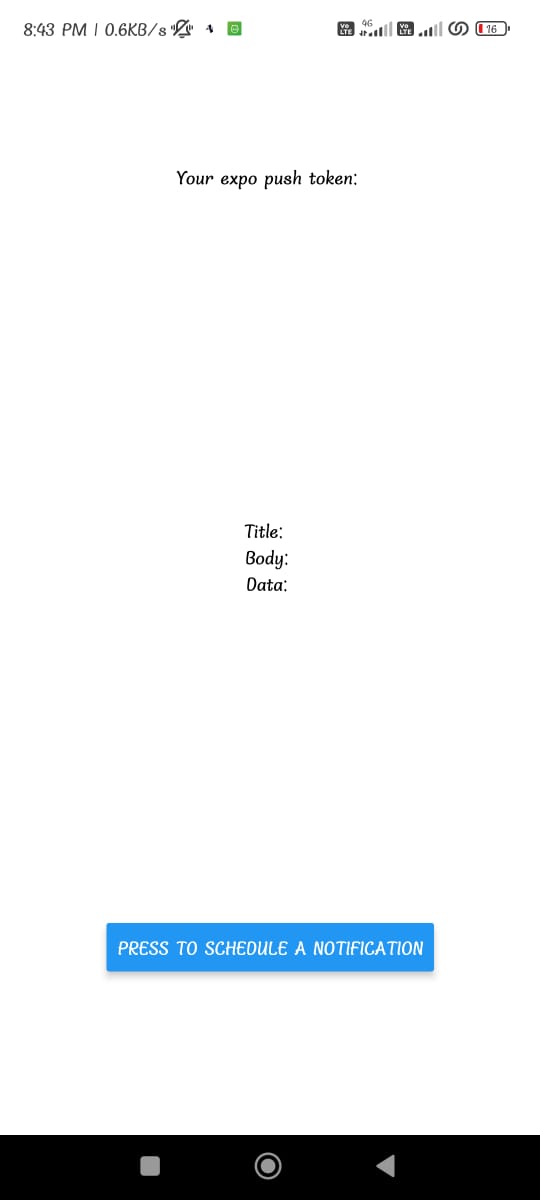 8:43 PM | 0.6KB/s
Vo LTE 4G Vo LTE 16
Your expo push token:
Title:
Body:
Data:
PRESS TO SCHEDULE A NOTIFICATION